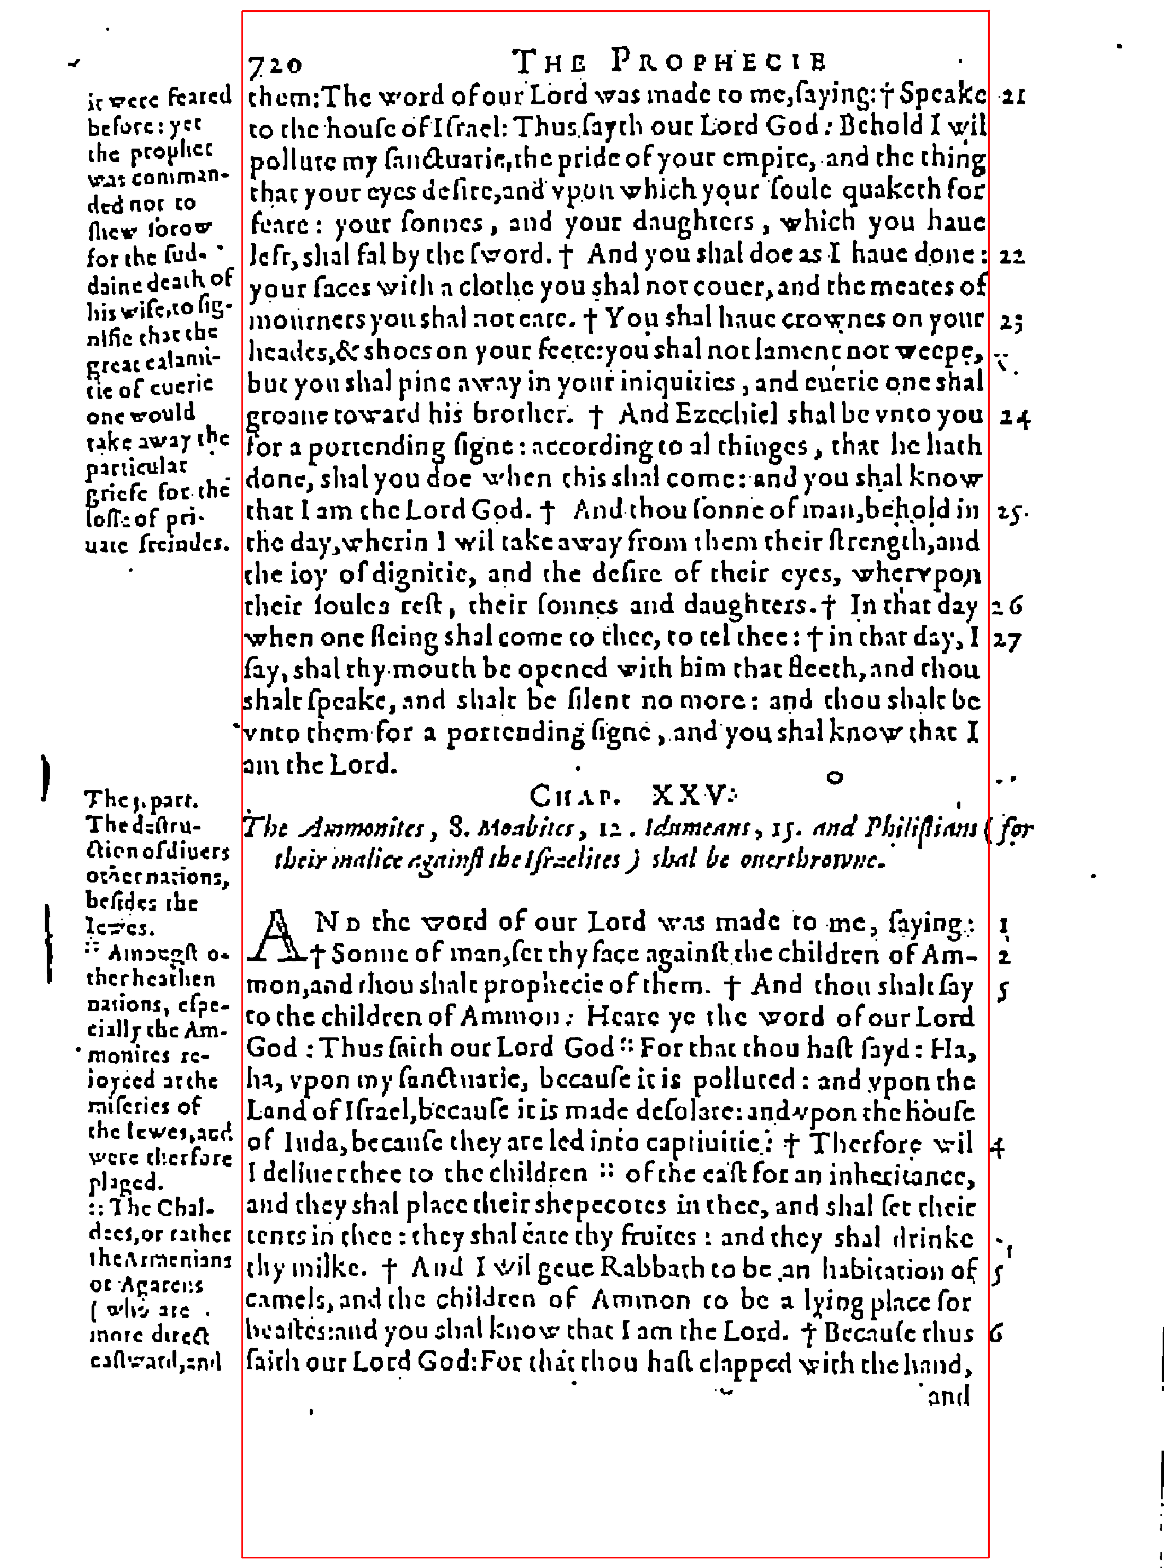 720 THE PROPHECIE
it were feared
before: yet
the prophet
was comman-
ded not to
ſhew ſorow
for the ſud-
daine death of
his wife, to ſig-
nifie that the
great calami-
tie of euerie
one would
take away the
particular
griefe for the
loſſe of pri-
uate freindes.
them: The word of our Lord was made to me, ſaying: † Speake 21
to the houſe of Iſrael: Thus ſayth our Lord God: Behold I wil
pollute my ſanctuarie, the pride of your empire, and the thing
that your eyes deſire, and vpon which your ſoule quaketh for
feare: your ſonnes, and your daughters, which you haue
left, shal fal by the ſword. † And you shal doe as I haue done: 22
your faces with a clothe you shal not couer, and the meates of
mourners you shal not eate. † You shal haue crownes on your 23
heades, & shoes on your feete: you shal not lament nor weepe,
but you shal pine away in your iniquities, and euerie one shal
groane toward his brother. † And Ezechiel shal be vnto you 24
for a portending ſigne: according to al thinges, that he hath
done, shal you doe when this shal come: and you shal know
that I am the Lord God. † And thou ſonne of man, behold in 25
the day, wherin I wil take away from them their ſtrength, and
the ioy of dignitie, and the deſire of their eyes, whervpon
their ſoules reſt, their ſonnes and daughters. † In that day 26
when one fleing shal come to thee, to tel thee: † in that day, I 27
ſay, shal thy mouth be opened with him that fleeth, and thou
shalt ſpeake, and shalt be ſilent no more: and thou shalt be
vnto them for a portending ſigne, and you shal know that I
am the Lord.
CHAP. XXV.
The 3. part.
The deſtru-
ction of diuers
other nations,
beſides the
Iewes.
:: Amongſt o-
ther heathen
nations, eſpe-
cially the Am-
monites re-
ioyced at the
miſeries of
the Iewes, and
were therfore
plaged.
:: The Chal-
dees, or rather
the Armenians
or Agarens
(who are
more direct
eaſtward, and
The Ammonites, 8. Moabites, 12. Idumeans, 15. and Philiſtians (for
their malice againſt the Iſraelites) shal be ouerthrowne.
AND the word of our Lord was made to me, ſaying: 1
† Sonne of man, ſet thy face againſt the children of Am- 2
mon, and thou shalt prophecie of them. † And thou shalt ſay 3
to the children of Ammon: Heare ye the word of our Lord
God: Thus ſaith our Lord God :: For that thou haſt ſayd: Ha,
ha, vpon my ſanctuarie, becauſe it is polluted: and vpon the
Land of Iſrael, becauſe it is made deſolate: and vpon the houſe
of Iuda, becauſe they are led into captiuitie: † Therfore wil 4
I deliuer thee to the children :: of the eaſt for an inheritance,
and they shal place their shepecotes in thee, and shal ſet their
tents in thee: they shal eate thy fruites: and they shal drinke
thy milke. † And I wil geue Rabbath to be an habitation of 5
camels, and the children of Ammon to be a lying place for
beaſtes: and you shal know that I am the Lord. † Becauſe thus 6
ſaith our Lord God: For that thou haſt clapped with the hand,
and